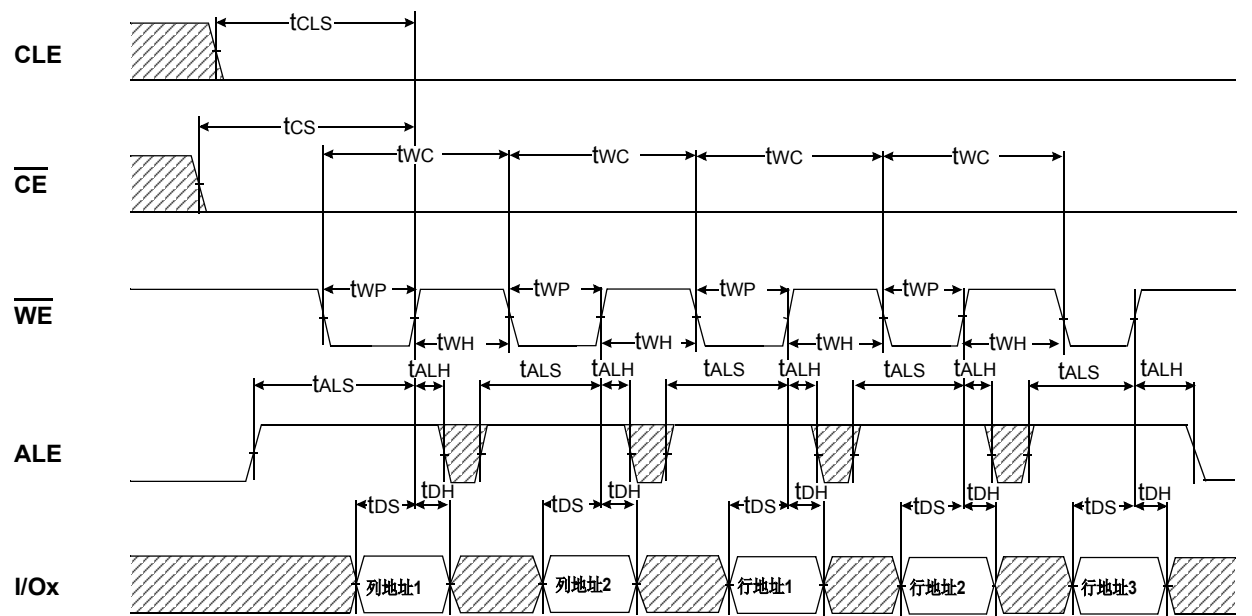 CLE
tCLS
CE
tCS
tWC tWC tWC tWC
WE
tWP tWP tWP tWP
tWH tWH tWH tWH
ALE
tALS tALH tALS tALH tALS tALH tALS tALH tALS tALH
I/Ox
tDS tDH tDS tDH tDS tDH tDS tDH tDS tDH
列地址1 列地址2 行地址1 行地址2 行地址3